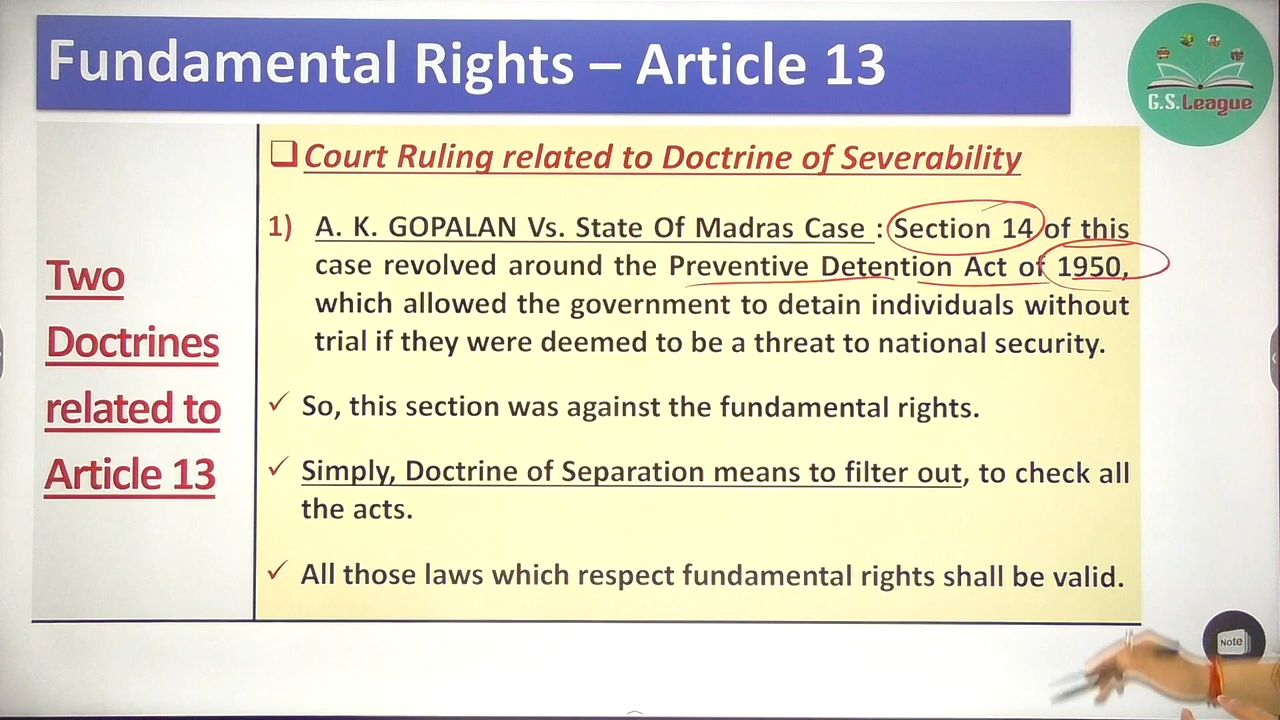 Fundamental Rights – Article 13
G.S.League
Two
Doctrines
related to
Article 13
❑ Court Ruling related to Doctrine of Severability
1) A. K. GOPALAN Vs. State Of Madras Case : Section 14 of this
case revolved around the Preventive Detention Act of 1950,
which allowed the government to detain individuals without
trial if they were deemed to be a threat to national security.
✓ So, this section was against the fundamental rights.
✓ Simply, Doctrine of Separation means to filter out, to check all
the acts.
✓ All those laws which respect fundamental rights shall be valid.
Note